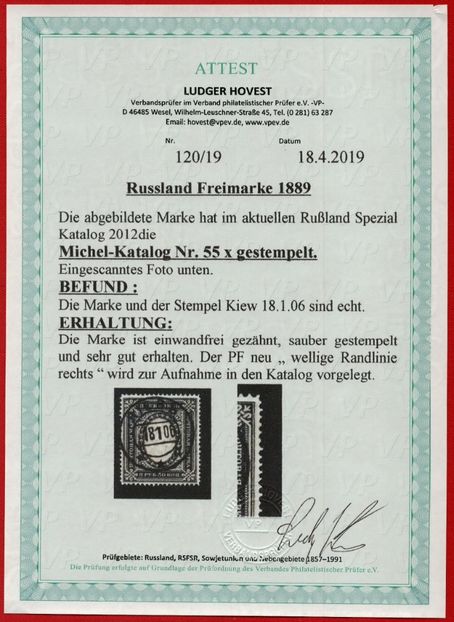 ATTEST
LUDGER HOVEST
Verbandsprüfer im Verband philatelistischer Prüfer e.V. -VP-
D 46485 Wesel, Wilhelm-Leuschner-Straße 45, Tel. (0 281) 63 287
Email: hovest@vpev.de, www.vpev.de
Nr. Datum
120/19 18.4.2019
Russland Freimarke 1889
Die abgebildete Marke hat im aktuellen Rußland Spezial
Katalog 2012die
Michel-Katalog Nr. 55 x gestempelt.
Eingescanntes Foto unten.
BEFUND :
Die Marke und der Stempel Kiew 18.1.06 sind echt.
ERHALTUNG:
Die Marke ist einwandfrei gezähnt, sauber gestempelt
und sehr gut erhalten. Der PF neu „ wellige Randlinie
rechts “ wird zur Aufnahme in den Katalog vorgelegt.
VP
Prüfgebiete: Russland, RSFSR, Sowjetunion und Nebengebiete 1857–1991
Die Prüfung erfolgte auf Grundlage der Prüfordnung des Verbandes Philatelistischer Prüfer e.V.